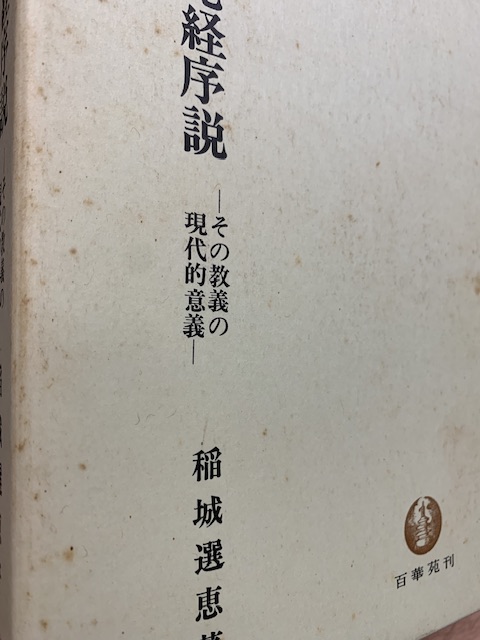 経序説
—その教義の
現代的意義—
稲城選恵
百華苑刊